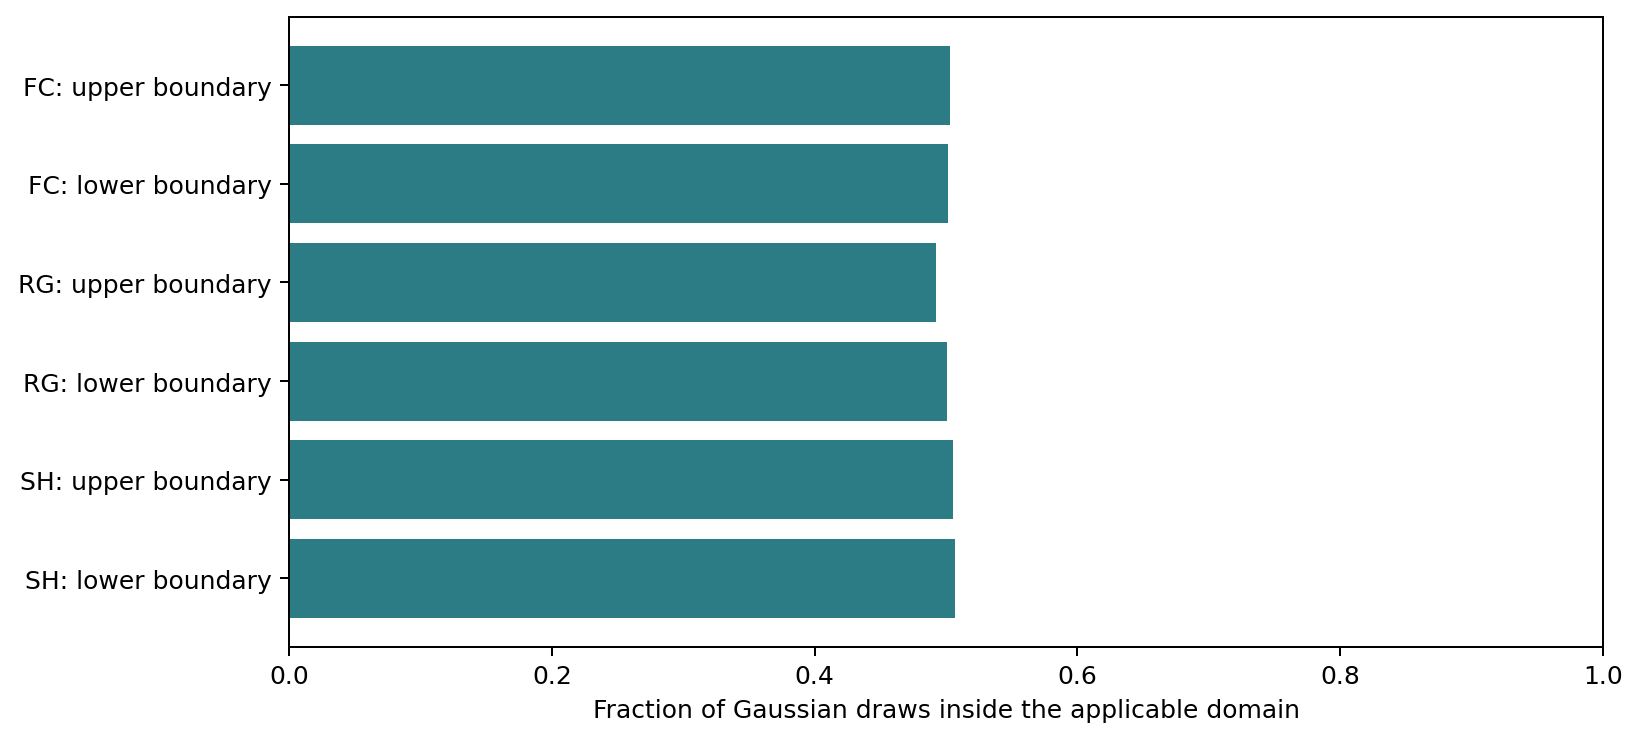 FC: upper boundary
FC: lower boundary
RG: upper boundary
RG: lower boundary
SH: upper boundary
SH: lower boundary
0.0 0.2 0.4 0.6 0.8 1.0
Fraction of Gaussian draws inside the applicable domain